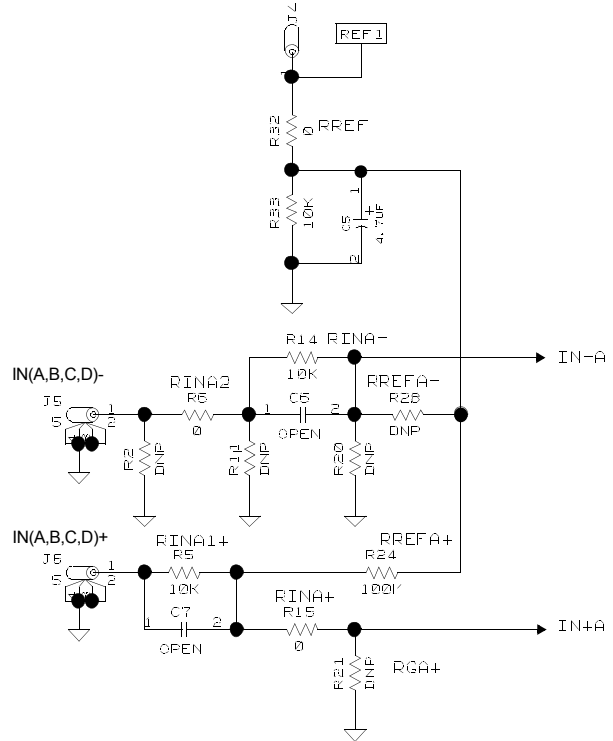 J4
REF1
R32
0
RREF
R33
10K
1
C5
+
4.7UF
2
R14
RINA-
10K
IN-A
IN(A,B,C,D)-
RINA2
R6
0
C6
1
2
OPEN
RREFA-
R28
DNP
J5
1
2
5
R2
DNP
R11
DNP
R20
DNP
IN(A,B,C,D)+
RINA1+
R5
10K
RREFA+
R24
100K
J6
1
2
5
C7
1
2
OPEN
RINA+
R15
0
IN+A
R21
DNP
RGA+